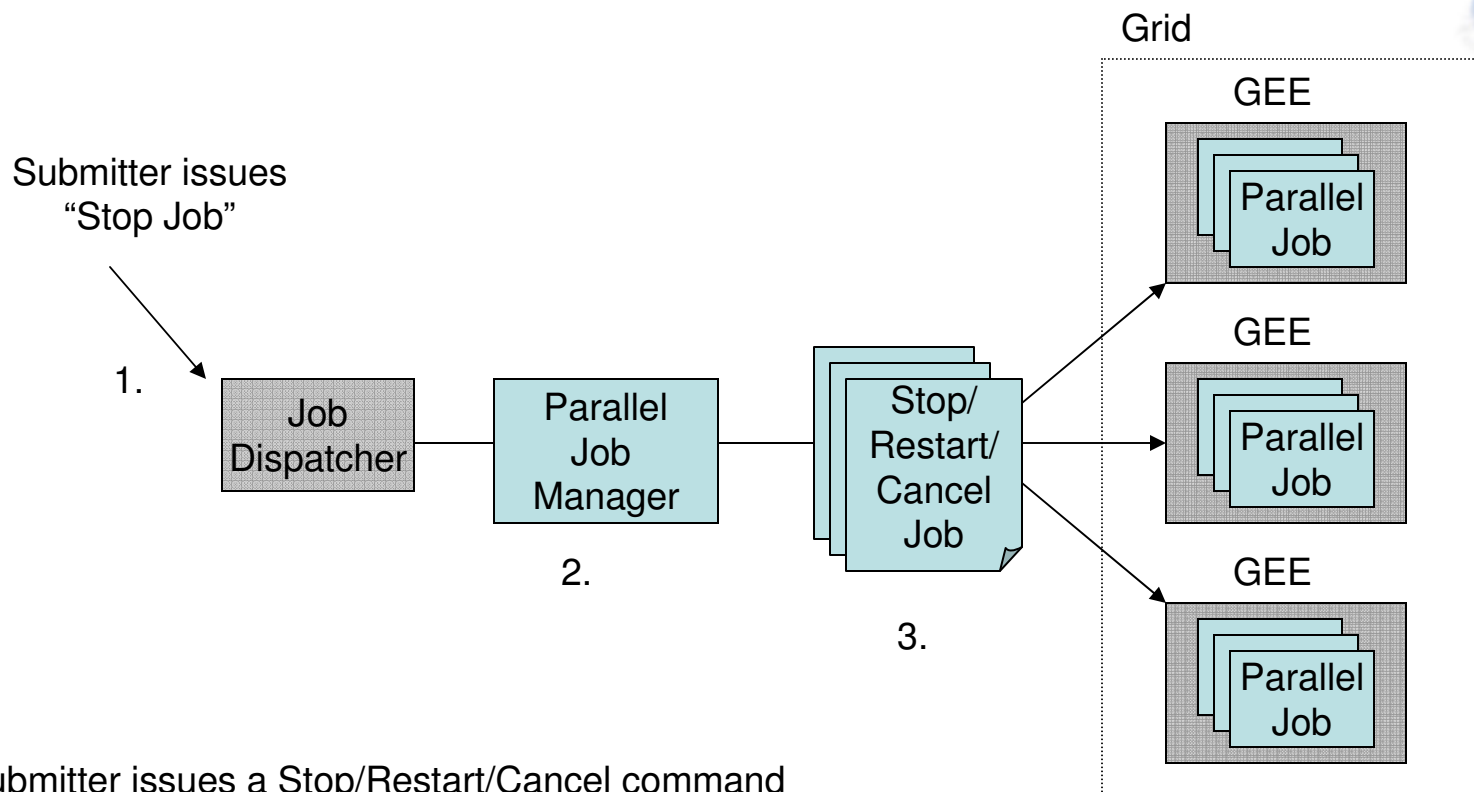 Grid
GEE
Parallel
Job
Submitter issues
“Stop Job”
1.
Job
Dispatcher
Parallel
Job
Manager
2.
Stop/
Restart/
Cancel
Job
3.
GEE
Parallel
Job
GEE
Parallel
Job
ubmitter issues a Stop/Restart/Cancel command